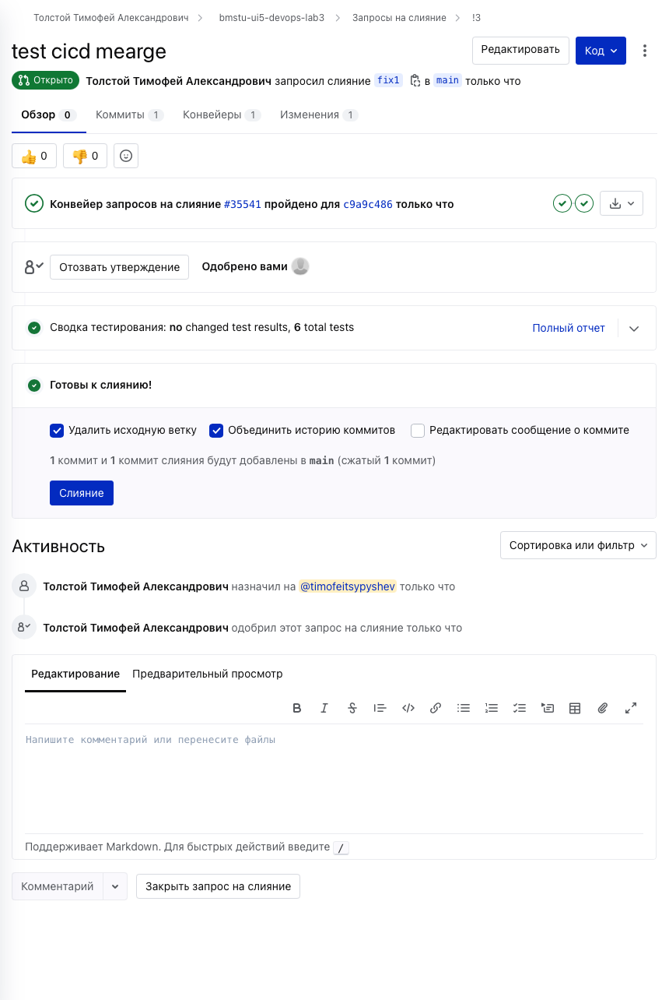 Толстой Тимофей Александрович bmstu-ui5-devops-lab3 Запросы на слияние !3
test cicd mearge
Редактировать Код
Открыто Толстой Тимофей Александрович запросил слияние fix1 в main только что
Обзор 0 Коммиты 1 Конвейеры 1 Изменения 1
0 0
Конвейер запросов на слияние #35541 пройдено для c9a9c486 только что
Отозвать утверждение Одобрено вами
Сводка тестирования: no changed test results, 6 total tests Полный отчет
Готовы к слиянию!
Удалить исходную ветку Объединить историю коммитов Редактировать сообщение о коммите
1 коммит и 1 коммит слияния будут добавлены в main (сжатый 1 коммит)
Слияние
Активность
Сортировка или фильтр
Толстой Тимофей Александрович назначил на @timofeitsypyshev только что
Толстой Тимофей Александрович одобрил этот запрос на слияние только что
Редактирование Предварительный просмотр
Напишите комментарий или перенесите файлы
Поддерживает Markdown. Для быстрых действий введите /
Комментарий Закрыть запрос на слияние